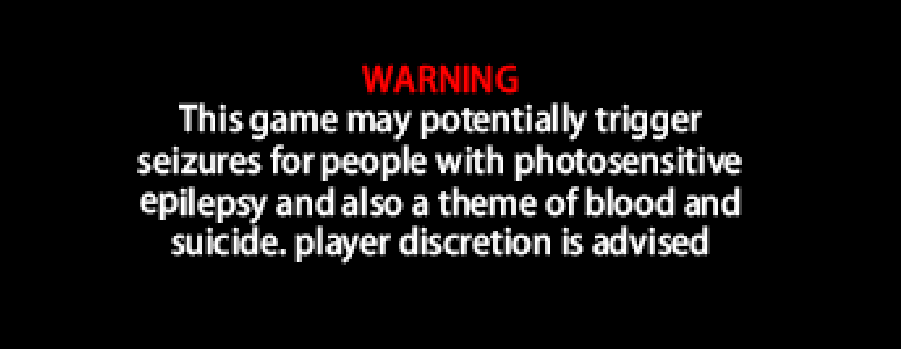 WARNING
This game may potentially trigger
seizures for people with photosensitive
epilepsy and also a theme of blood and
suicide. player discretion is advised